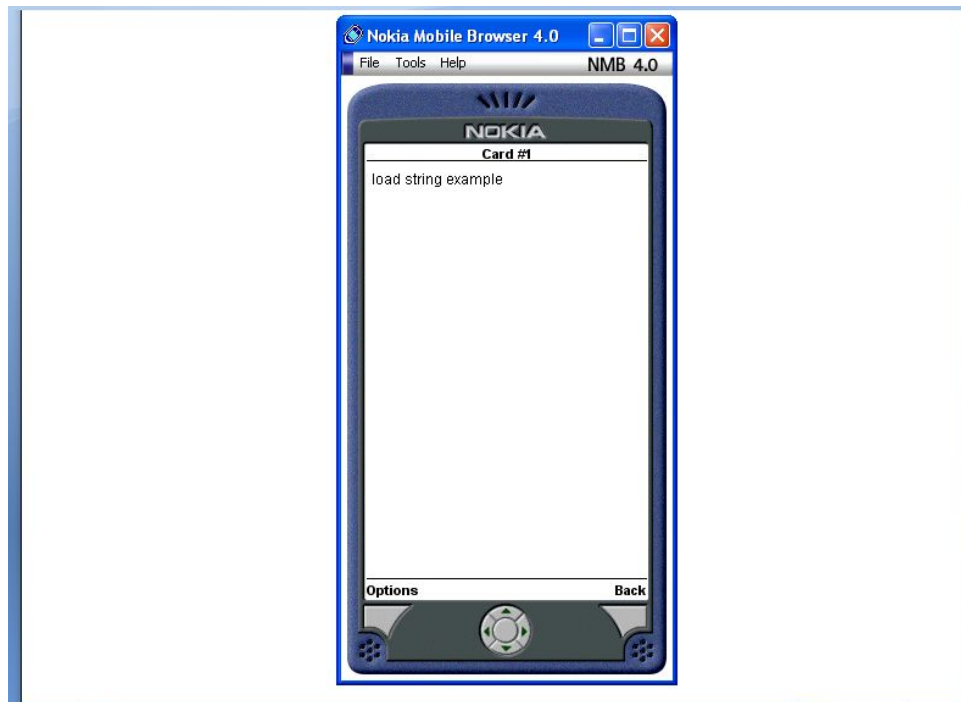 Nokia Mobile Browser 4.0
File Tools Help NMB 4.0
NOKIA
Card #1
load string example
Options Back